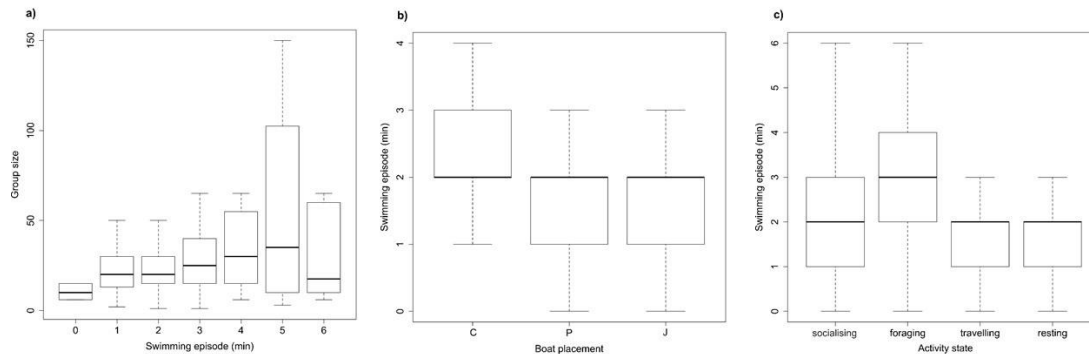 a)
150
100
50
0
Group size
0 1 2 3 4 5 6
Swimming episode (min)
b)
4
3
2
1
0
Swimming episode (min)
C P J
Boat placement
c)
6
5
4
3
2
1
0
Swimming episode (min)
socialising foraging travelling resting
Activity state